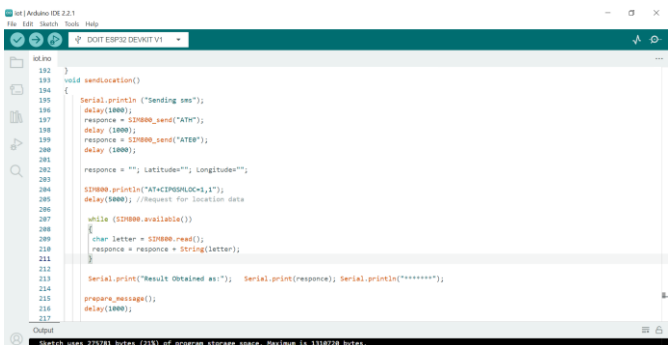 iot | Arduino IDE 2.2.1
File Edit Sketch Tools Help
DOIT ESP32 DEVKIT V1
iot.ino
192 }
193 void sendLocation()
194 {
195 Serial.println ("Sending sms");
196 delay(1000);
197 responce = SIM800_send("ATH");
198 delay (1000);
199 responce = SIM800_send("ATE0");
200 delay (1000);
201
202 responce = ""; Latitude=""; Longitude="";
203
204 SIM800.println("AT+CIPGSMLOC=1,1");
205 delay(5000); //Request for location data
206
207 while (SIM800.available())
208 {
209 char letter = SIM800.read();
210 responce = responce + String(letter);
211 }
212
213 Serial.print("Result Obtained as:"); Serial.print(responce); Serial.println("*******");
214
215 prepare_message();
216 delay(1000);
217
Output
Sketch uses 275781 bytes (21%) of program storage space. Maximum is 1310720 bytes.